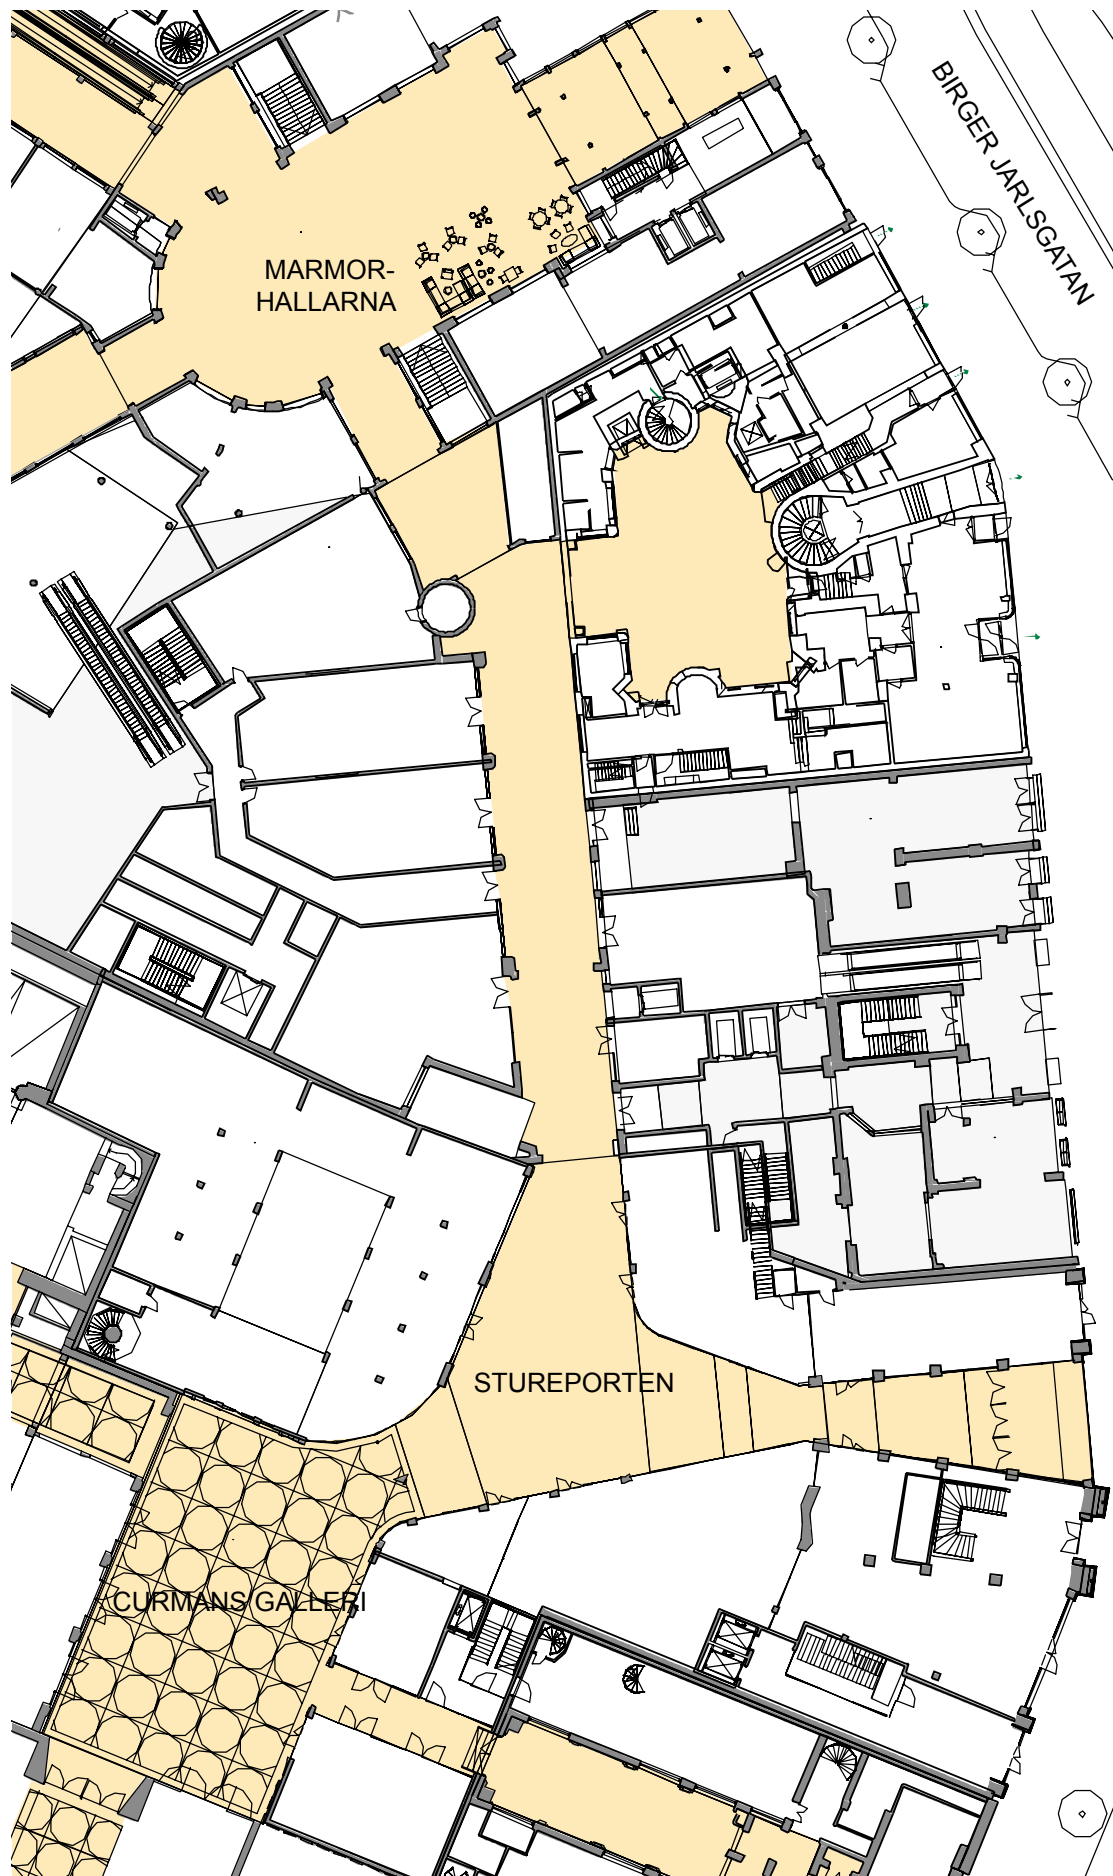 BIRGER JARLSGATAN
MARMOR-
HALLARNA
STUREPORTEN
CURMANS GALLERI